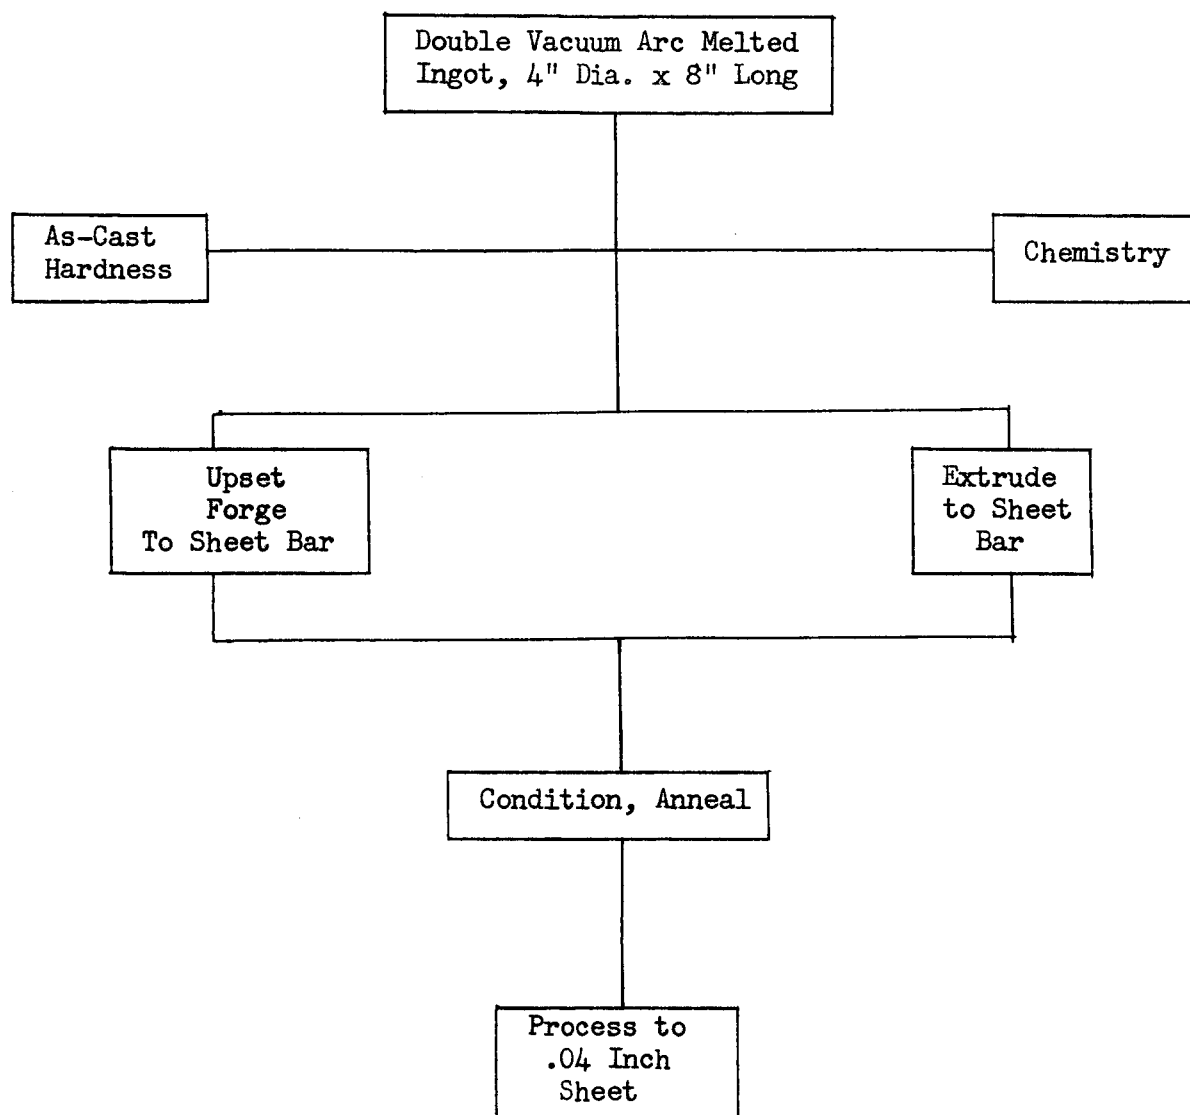 Double Vacuum Arc Melted
Ingot, 4" Dia. x 8" Long
As-Cast
Hardness
Chemistry
Upset
Forge
To Sheet Bar
Extrude
to Sheet
Bar
Condition, Anneal
Process to
.04 Inch
Sheet